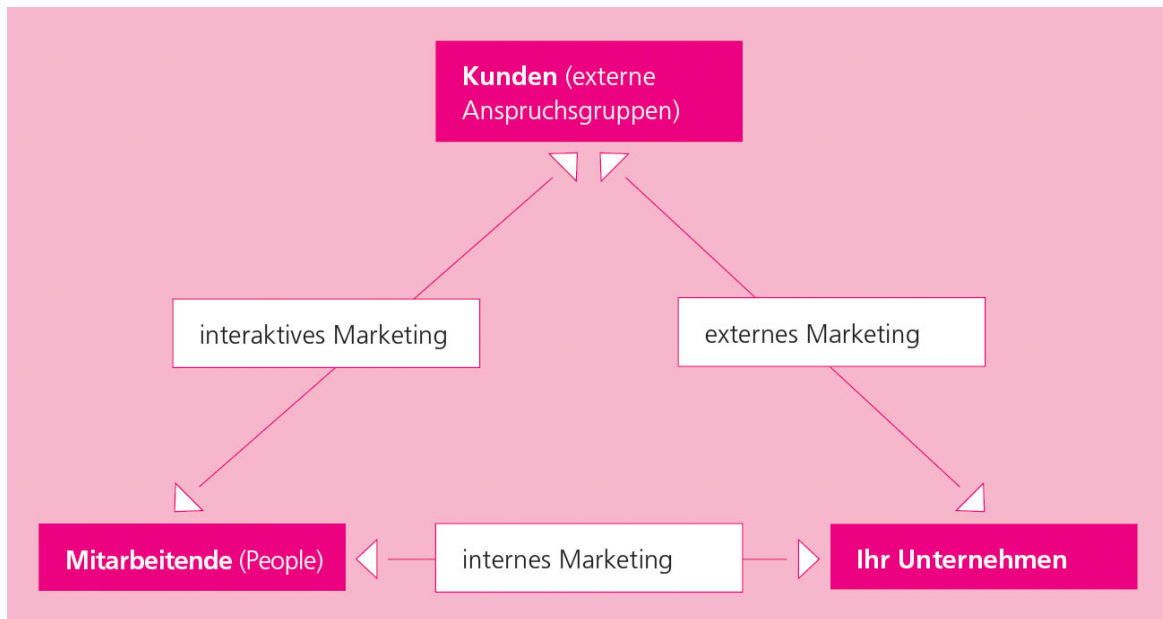 Kunden (externe
Anspruchsgruppen)
interaktives Marketing
externes Marketing
Mitarbeitende (People)
internes Marketing
Ihr Unternehmen